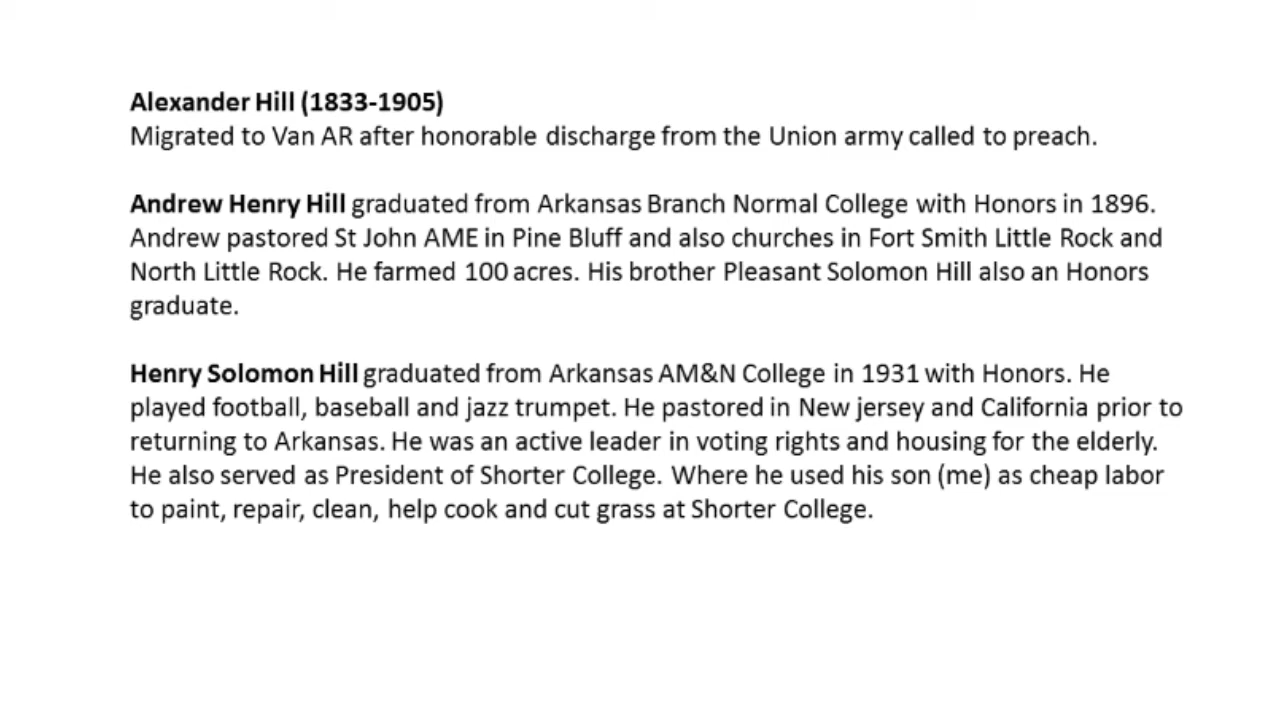 Alexander Hill (1833-1905)
Migrated to Van AR after honorable discharge from the Union army called to preach.
Andrew Henry Hill graduated from Arkansas Branch Normal College with Honors in 1896.
Andrew pastored St John AME in Pine Bluff and also churches in Fort Smith Little Rock and
North Little Rock. He farmed 100 acres. His brother Pleasant Solomon Hill also an Honors
graduate.
Henry Solomon Hill graduated from Arkansas AM&N College in 1931 with Honors. He
played football, baseball and jazz trumpet. He pastored in New jersey and California prior to
returning to Arkansas. He was an active leader in voting rights and housing for the elderly.
He also served as President of Shorter College. Where he used his son (me) as cheap labor
to paint, repair, clean, help cook and cut grass at Shorter College.